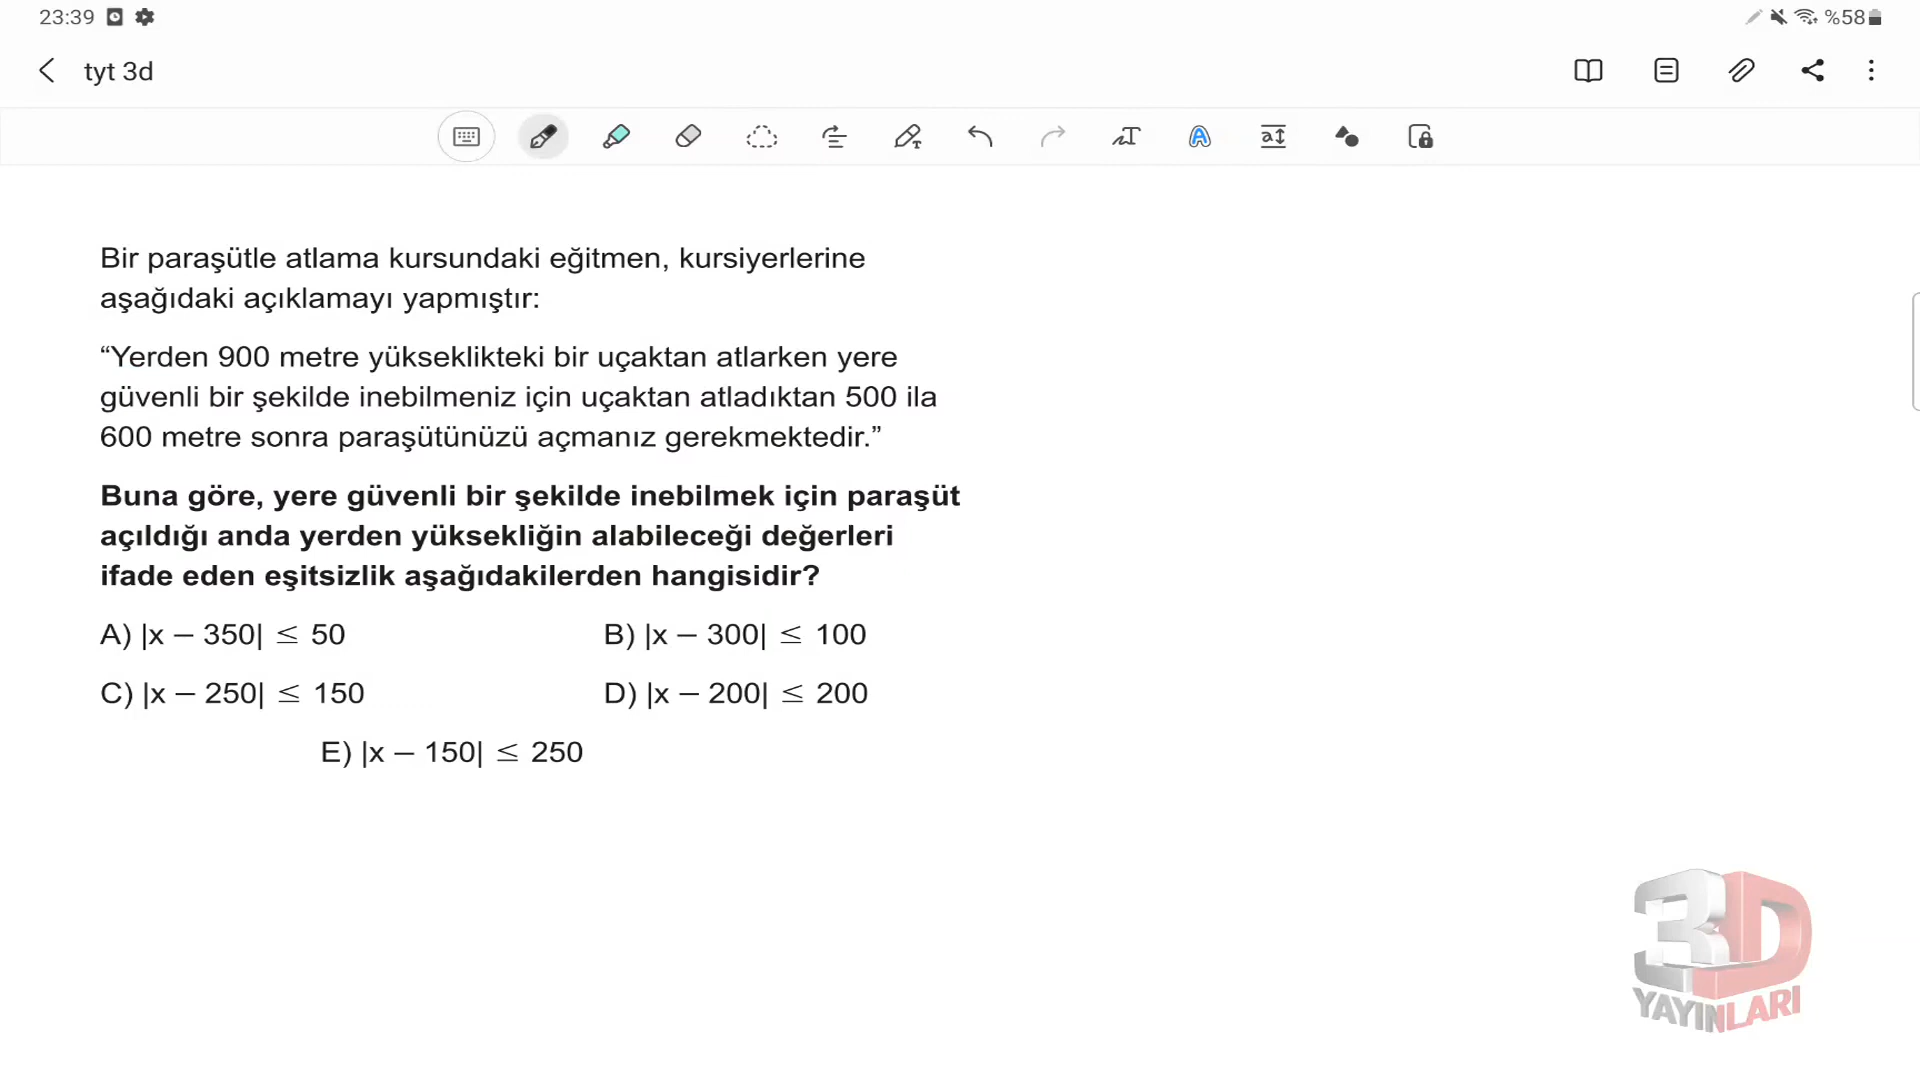 23:39
%58
tyt 3d
Bir paraşütle atlama kursundaki eğitmen, kursiyerlerine
aşağıdaki açıklamayı yapmıştır:
“Yerden 900 metre yükseklikteki bir uçaktan atlarken yere
güvenli bir şekilde inebilmeniz için uçaktan atladıktan 500 ila
600 metre sonra paraşütünüzü açmanız gerekmektedir.”
Buna göre, yere güvenli bir şekilde inebilmek için paraşüt
açıldığı anda yerden yüksekliğin alabileceği değerleri
ifade eden eşitsizlik aşağıdakilerden hangisidir?
A) |x – 350| ≤ 50 B) |x – 300| ≤ 100
C) |x – 250| ≤ 150 D) |x – 200| ≤ 200
E) |x – 150| ≤ 250
3D
YAYINLARI